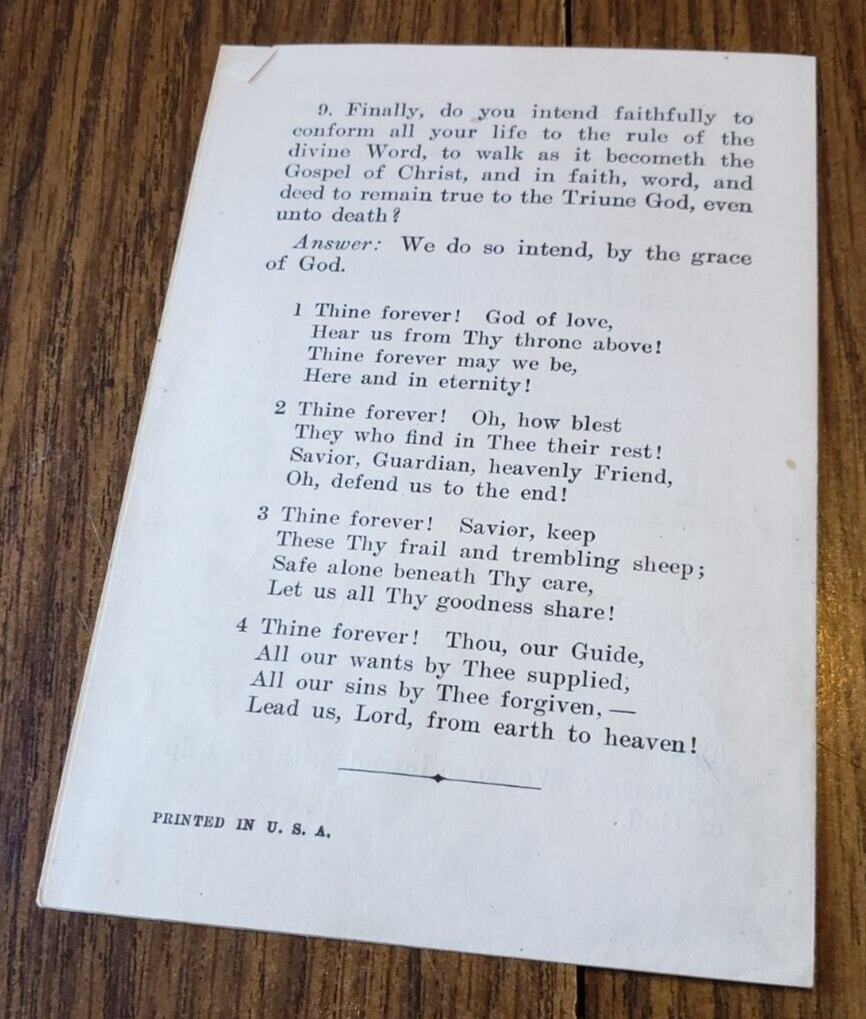 9. Finally, do you intend faithfully to
conform all your life to the rule of the
divine Word, to walk as it becometh the
Gospel of Christ, and in faith, word, and
deed to remain true to the Triune God, even
unto death?
Answer: We do so intend, by the grace
of God.
1 Thine forever! God of love,
Hear us from Thy throne above!
Thine forever may we be,
Here and in eternity!
2 Thine forever! Oh, how blest
They who find in Thee their rest!
Savior, Guardian, heavenly Friend,
Oh, defend us to the end!
3 Thine forever! Savior, keep
These Thy frail and trembling sheep;
Safe alone beneath Thy care,
Let us all Thy goodness share!
4 Thine forever! Thou, our Guide,
All our wants by Thee supplied,
All our sins by Thee forgiven, —
Lead us, Lord, from earth to heaven!
PRINTED IN U. S. A.